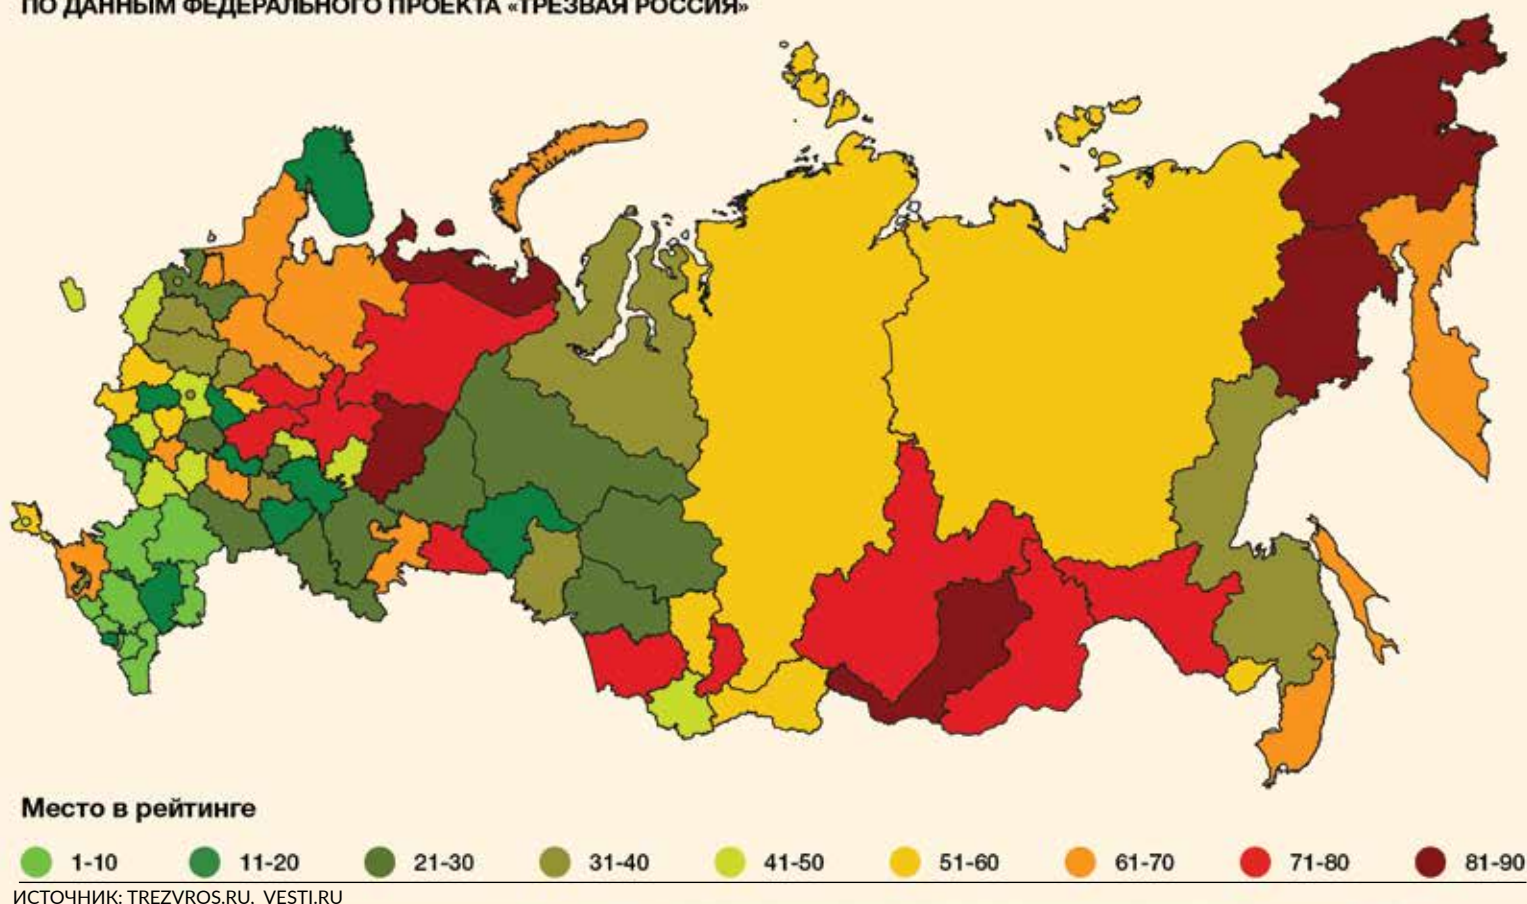 ПО ДАННЫМ ФЕДЕРАЛЬНОГО ПРОЕКТА «ТРЕЗВАЯ РОССИЯ»
Место в рейтинге
1-10 11-20 21-30 31-40 41-50 51-60 61-70 71-80 81-90
ИСТОЧНИК: TREZVROS.RU, VESTI.RU